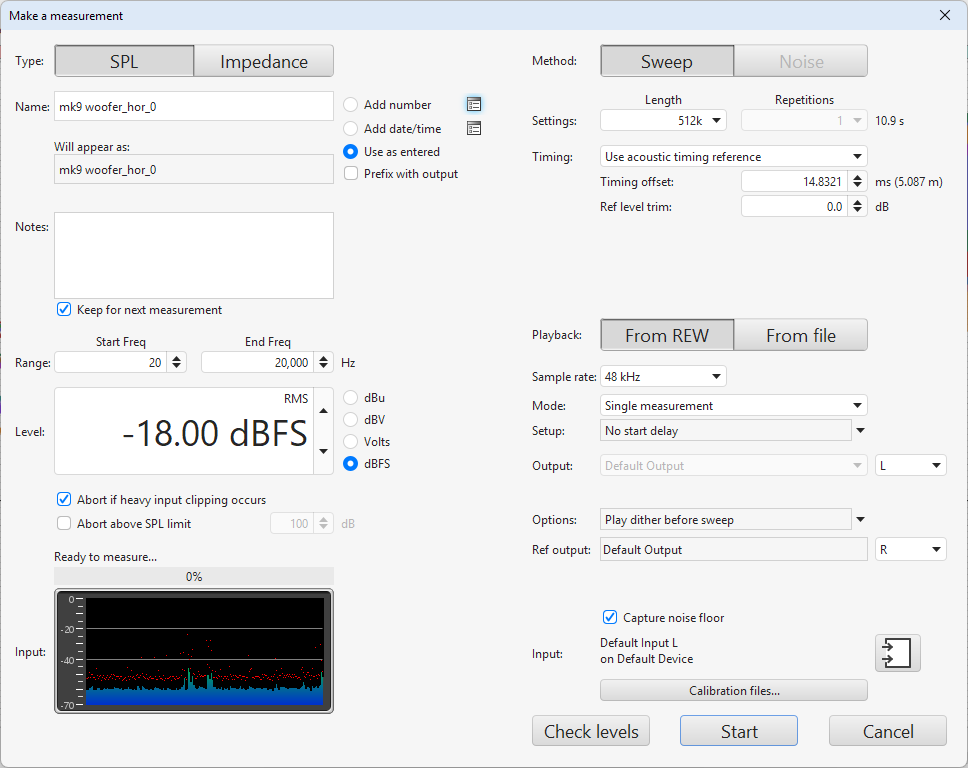 Make a measurement
Type: SPL Impedance
Name: mk9 woofer_hor_0
Add number
Add date/time
Use as entered
Prefix with output
Will appear as:
mk9 woofer_hor_0
Notes:
Keep for next measurement
Start Freq End Freq
Range: 20 20,000 Hz
Level: RMS
-18.00 dBFS
dBu
dBV
Volts
dBFS
Abort if heavy input clipping occurs
Abort above SPL limit 100 dB
Ready to measure...
0%
Input:
0
-20
-40
-70
Method: Sweep Noise
Length Repetitions
Settings: 512k 1 10.9 s
Timing: Use acoustic timing reference
Timing offset: 14.8321 ms (5.087 m)
Ref level trim: 0.0 dB
Playback: From REW From file
Sample rate: 48 kHz
Mode: Single measurement
Setup: No start delay
Output: Default Output L
Options: Play dither before sweep
Ref output: Default Output R
Capture noise floor
Input: Default Input L
on Default Device
Calibration files...
Check levels Start Cancel